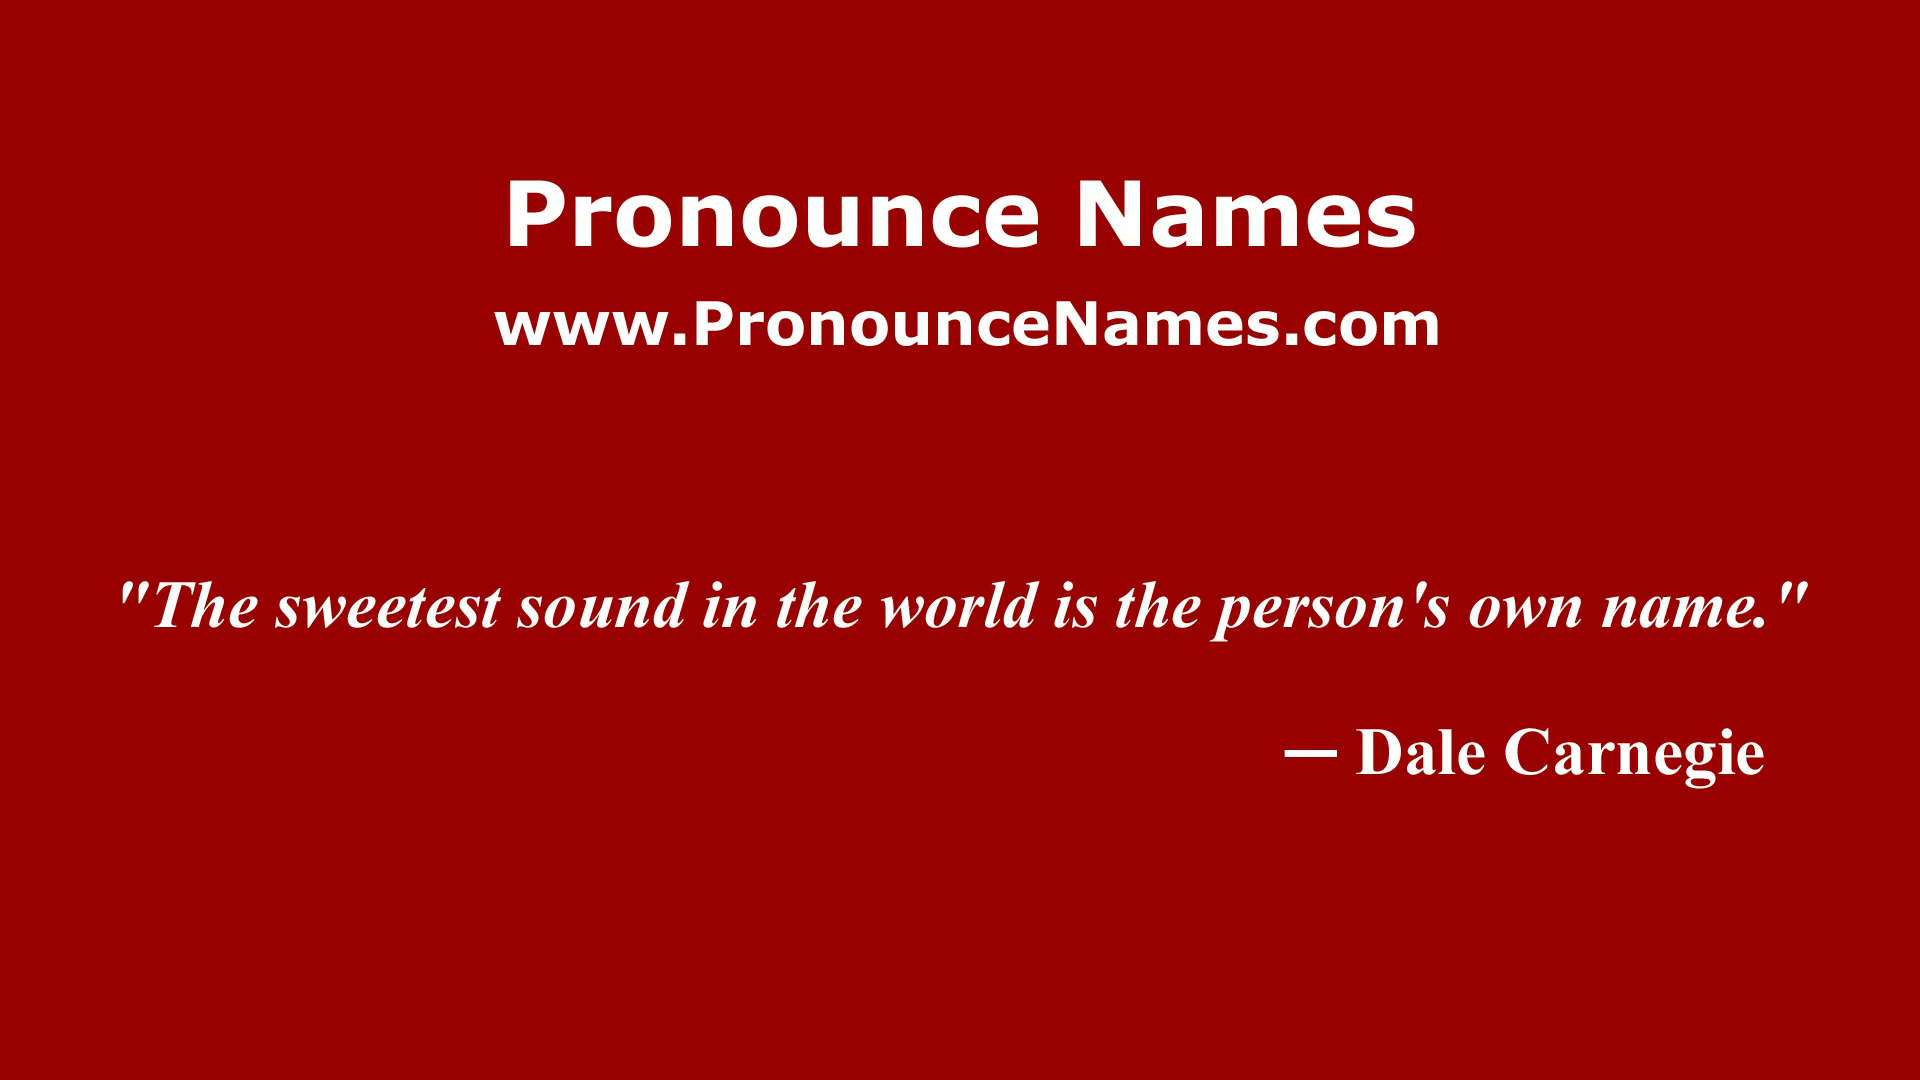 Pronounce Names
www.PronounceNames.com
"The sweetest sound in the world is the person's own name."
— Dale Carnegie